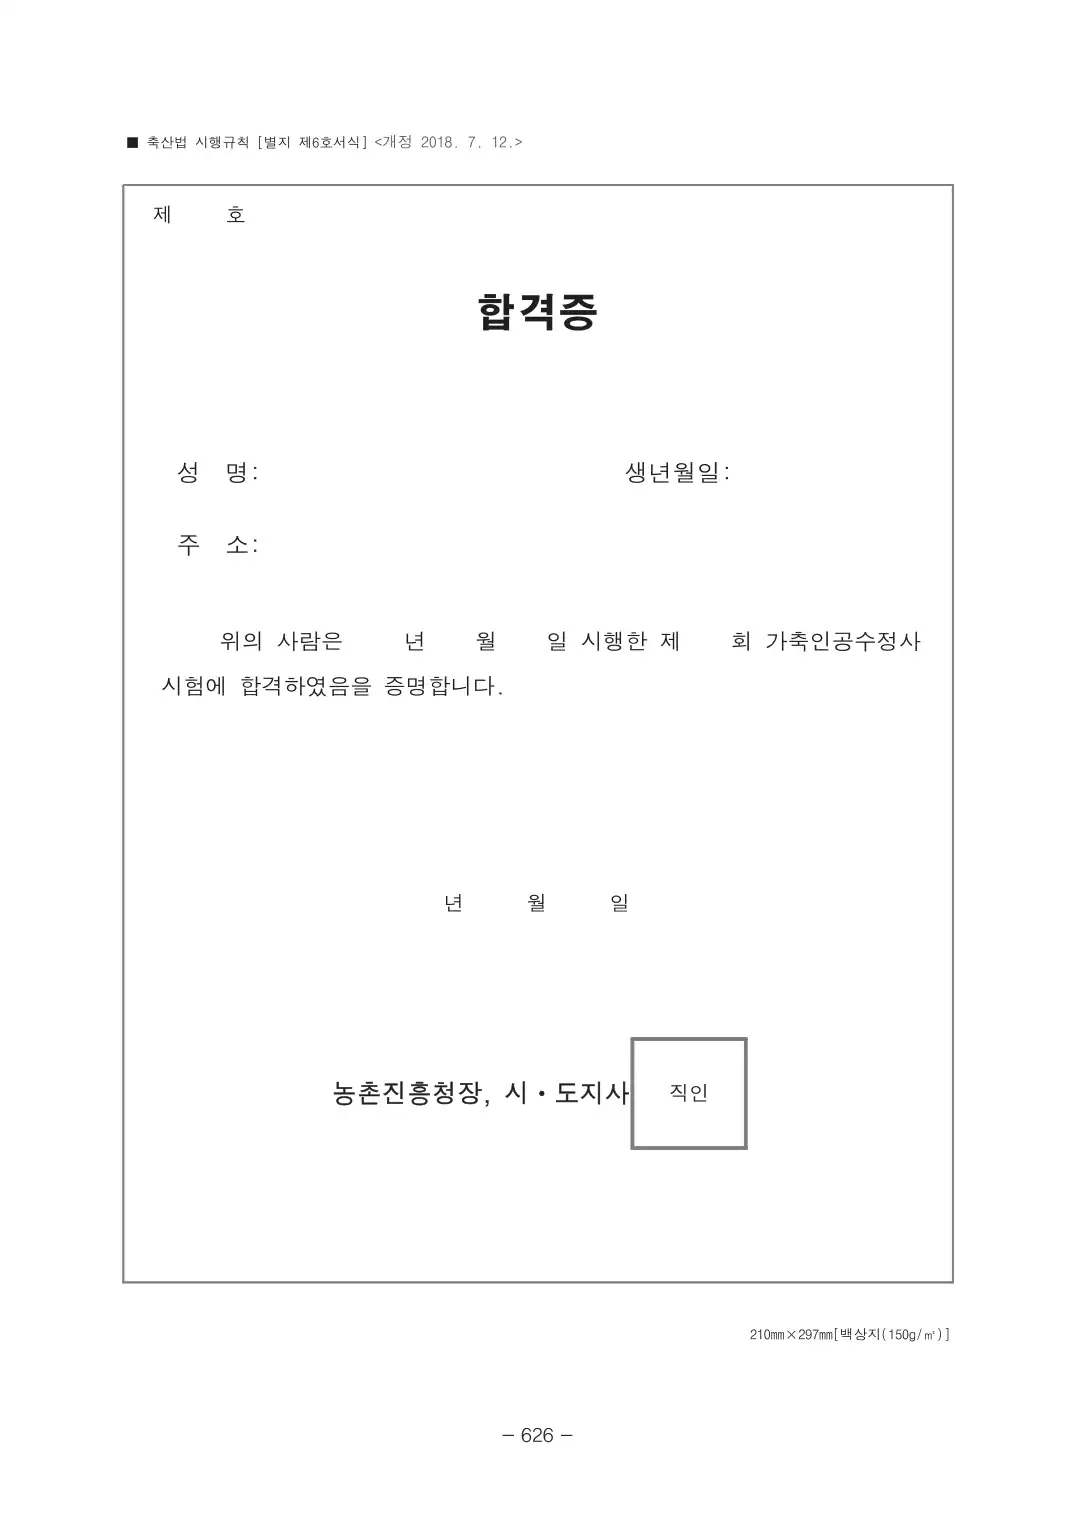 ■ 축산법 시행규칙 [별지 제6호서식] <개정 2018. 7. 12.>
제 호
합격증
성 명: 생년월일:
주 소:
위의 사람은 년 월 일 시행한 제 회 가축인공수정사
시험에 합격하였음을 증명합니다.
년 월 일
농촌진흥청장, 시·도지사 직인
210㎜×297㎜[백상지(150g/㎡)]
- 626 -